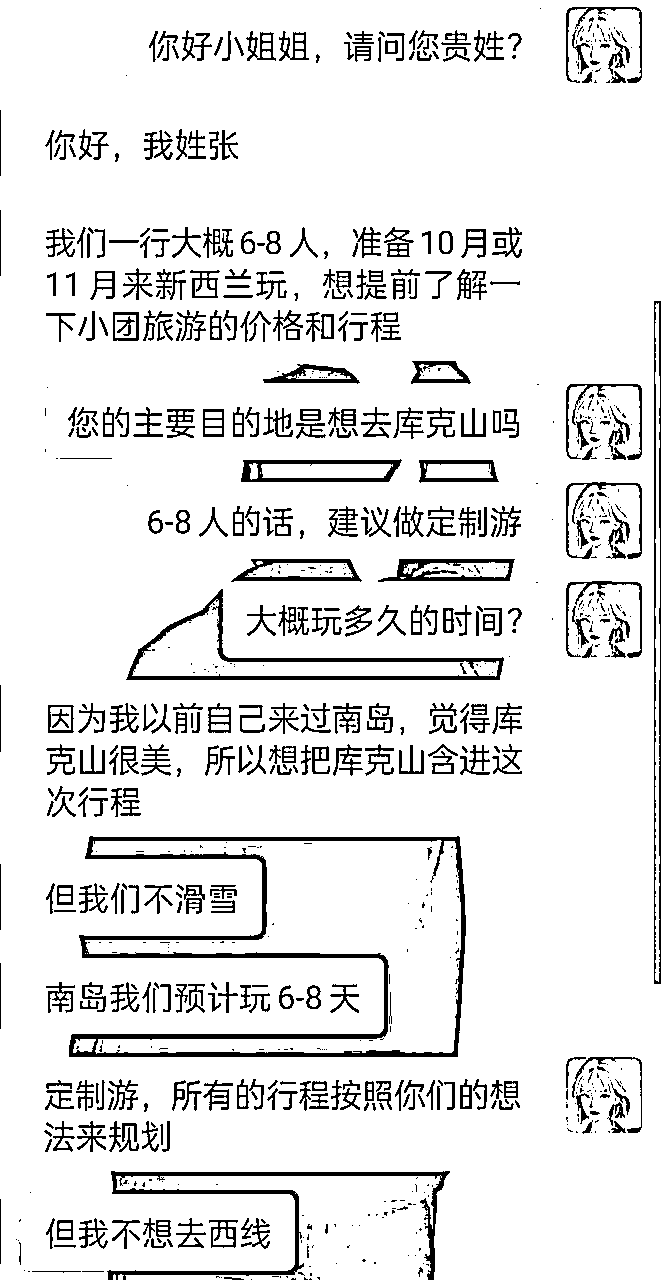 你好小姐姐，请问您贵姓？
你好，我姓张
我们一行大概6-8人，准备10月或
11月来新西兰玩，想提前了解一
下小团旅游的价格和行程
您的主要目的地是想去库克山吗
6-8人的话，建议做定制游
大概玩多久的时间？
因为我以前自己来过南岛，觉得库
克山很美，所以想把库克山含进这
次行程
但我们不滑雪
南岛我们预计玩6-8天
定制游，所有的行程按照你们的想
法来规划
但我不想去西线